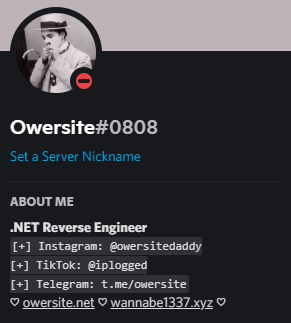 Owersite#0808
Set a Server Nickname
ABOUT ME
.NET Reverse Engineer
[+] Instagram: @owersitedaddy
[+] TikTok: @iplogged
[+] Telegram: t.me/owersite
♡ owersite.net ♡ wannabe1337.xyz ♡